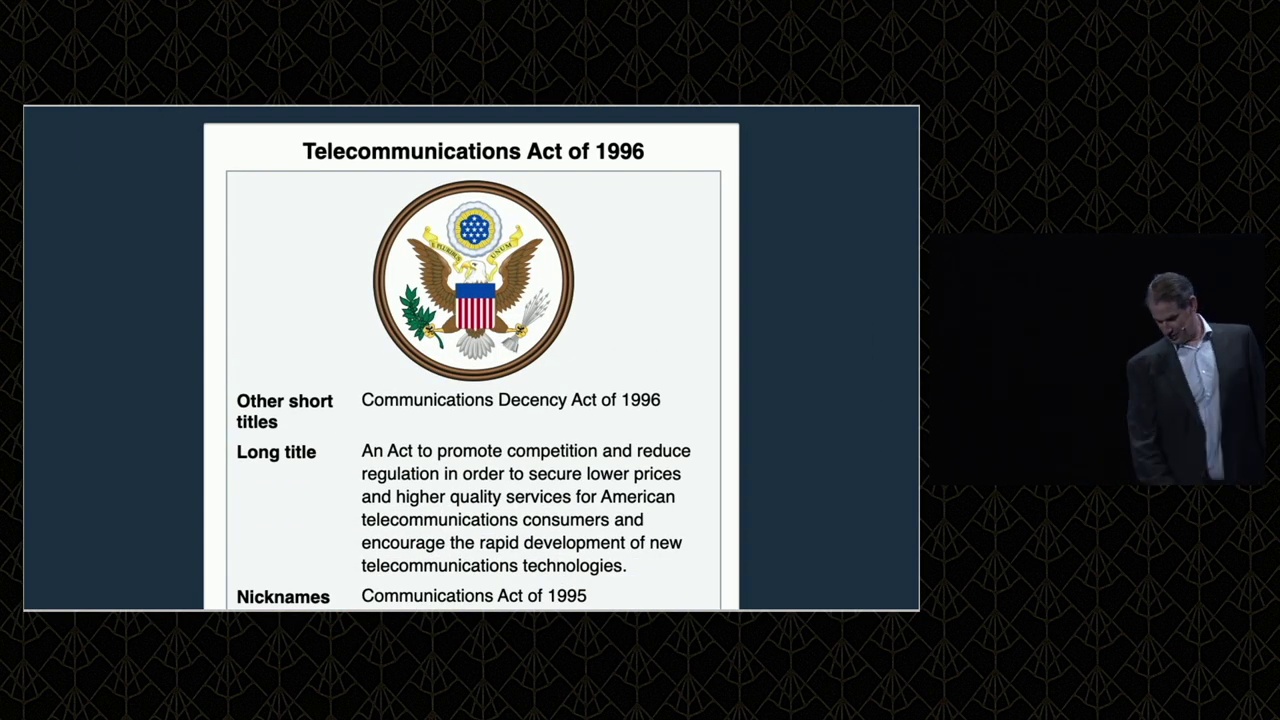 Telecommunications Act of 1996
E PLURIBUS
UNUM
Other short
titles
Communications Decency Act of 1996
Long title
An Act to promote competition and reduce
regulation in order to secure lower prices
and higher quality services for American
telecommunications consumers and
encourage the rapid development of new
telecommunications technologies.
Nicknames
Communications Act of 1995